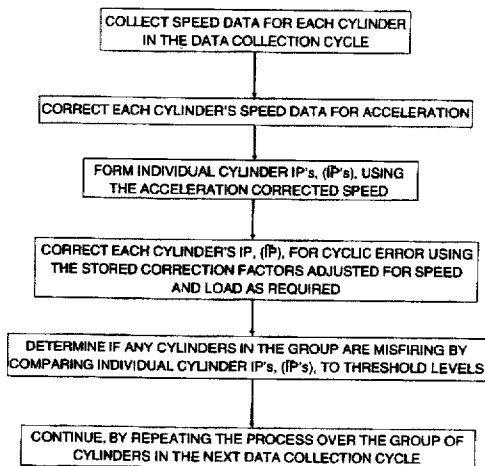 COLLECT SPEED DATA FOR EACH CYLINDER
IN THE DATA COLLECTION CYCLE
CORRECT EACH CYLINDER'S SPEED DATA FOR ACCELERATION
FORM INDIVIDUAL CYLINDER IP's, (I̅P̅'s), USING
THE ACCELERATION CORRECTED SPEED
CORRECT EACH CYLINDER'S IP, (I̅P̅), FOR CYCLIC ERROR USING
THE STORED CORRECTION FACTORS ADJUSTED FOR SPEED
AND LOAD AS REQUIRED
DETERMINE IF ANY CYLINDERS IN THE GROUP ARE MISFIRING BY
COMPARING INDIVIDUAL CYLINDER IP's, (I̅P̅'s), TO THRESHOLD LEVELS
CONTINUE, BY REPEATING THE PROCESS OVER THE GROUP OF
CYLINDERS IN THE NEXT DATA COLLECTION CYCLE